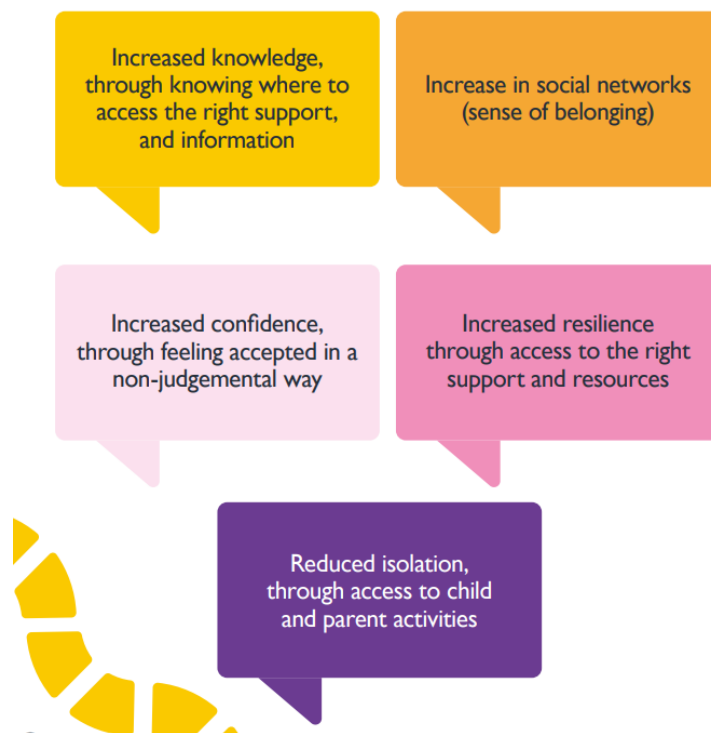 Increased knowledge,
through knowing where to
access the right support,
and information
Increase in social networks
(sense of belonging)
Increased confidence,
through feeling accepted in a
non-judgemental way
Increased resilience
through access to the right
support and resources
Reduced isolation,
through access to child
and parent activities